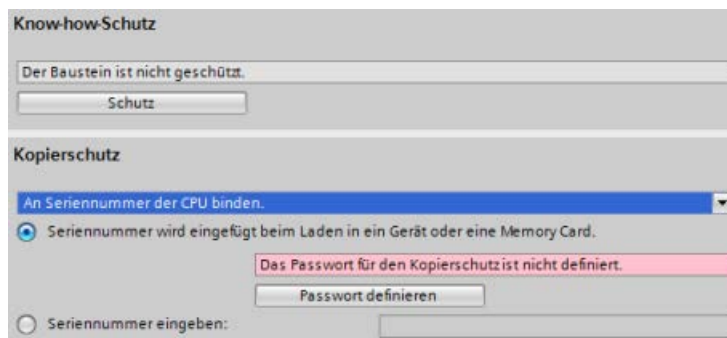 Know-how-Schutz
Der Baustein ist nicht geschützt.
Schutz
Kopierschutz
An Seriennummer der CPU binden.
Seriennummer wird eingefügt beim Laden in ein Gerät oder eine Memory Card.
Das Passwort für den Kopierschutz ist nicht definiert.
Passwort definieren
Seriennummer eingeben: